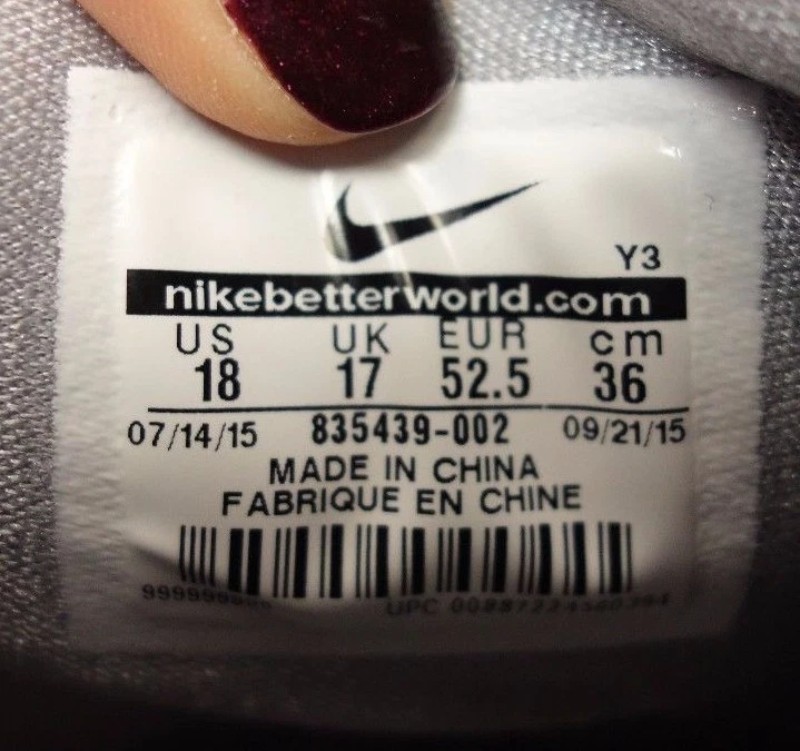 Y3
nikebetterworld.com
US UK EUR cm
18 17 52.5 36
07/14/15 835439-002 09/21/15
MADE IN CHINA
FABRIQUE EN CHINE
UPC